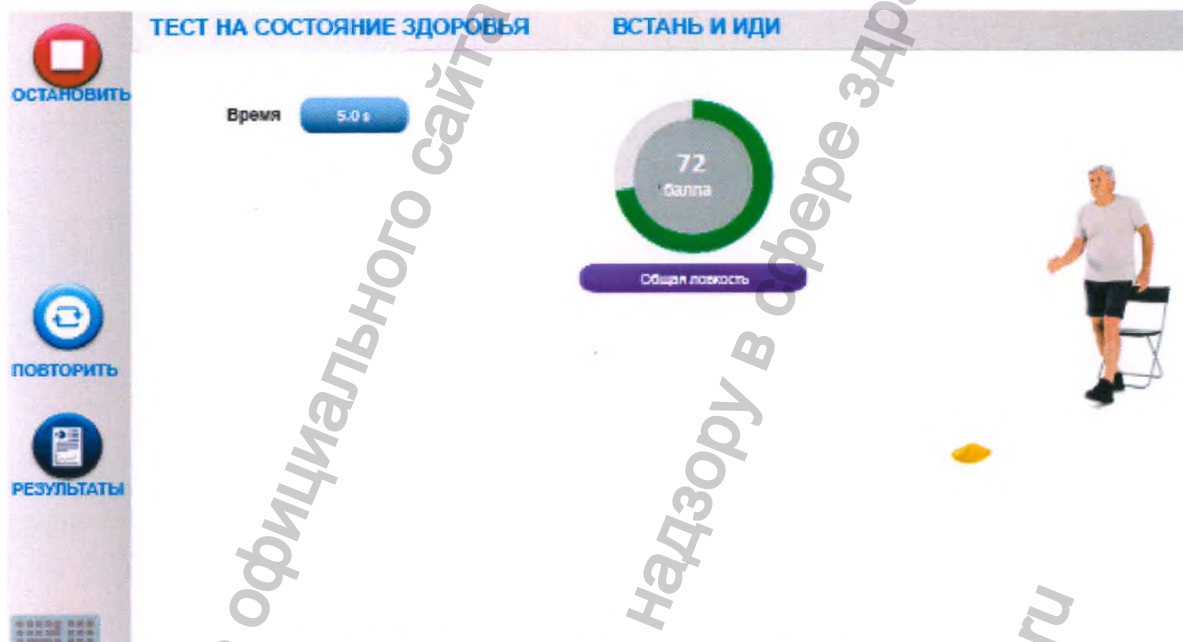 ТЕСТ НА СОСТОЯНИЕ ЗДОРОВЬЯ
ВСТАНЬ И ИДИ
ОСТАНОВИТЬ
Время
5.0 s
72
балла
Общая ловкость
ПОВТОРИТЬ
РЕЗУЛЬТАТЫ
официального сайта
надзору в сфере здра
ru